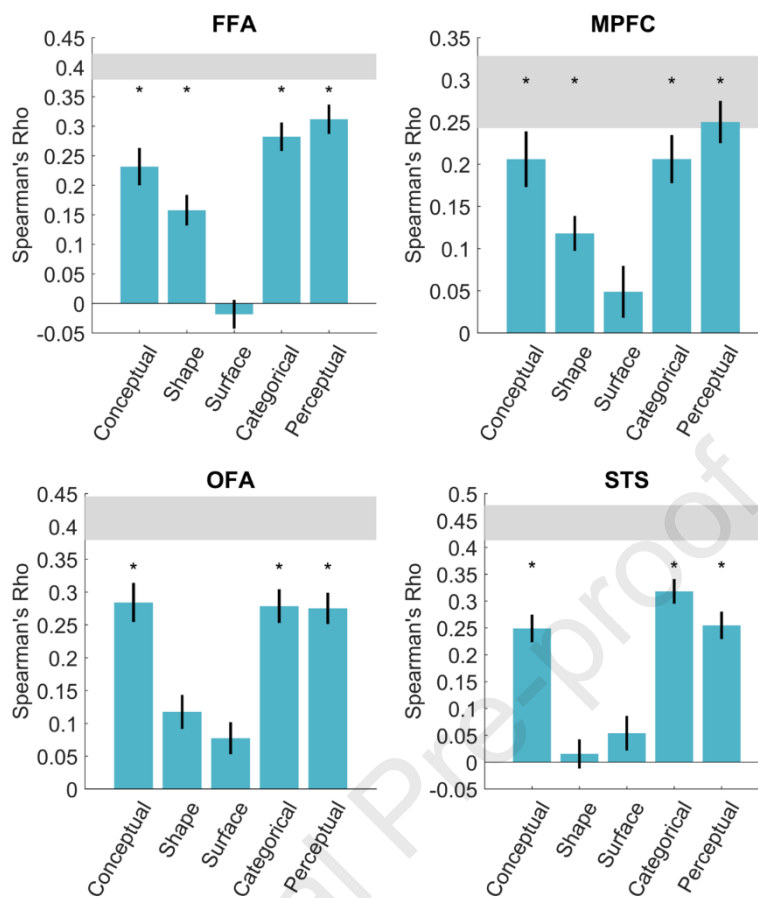 FFA
Spearman's Rho
0.45
0.4
0.35
0.3
0.25
0.2
0.15
0.1
0.05
0
-0.05
* * * *
Conceptual
Shape
Surface
Categorical
Perceptual
MPFC
Spearman's Rho
0.35
0.3
0.25
0.2
0.15
0.1
0.05
0
* * * *
Conceptual
Shape
Surface
Categorical
Perceptual
OFA
Spearman's Rho
0.45
0.4
0.35
0.3
0.25
0.2
0.15
0.1
0.05
0
* * *
Conceptual
Shape
Surface
Categorical
Perceptual
STS
Spearman's Rho
0.5
0.45
0.4
0.35
0.3
0.25
0.2
0.15
0.1
0.05
0
-0.05
* * *
Conceptual
Shape
Surface
Categorical
Perceptual
Pre-proof